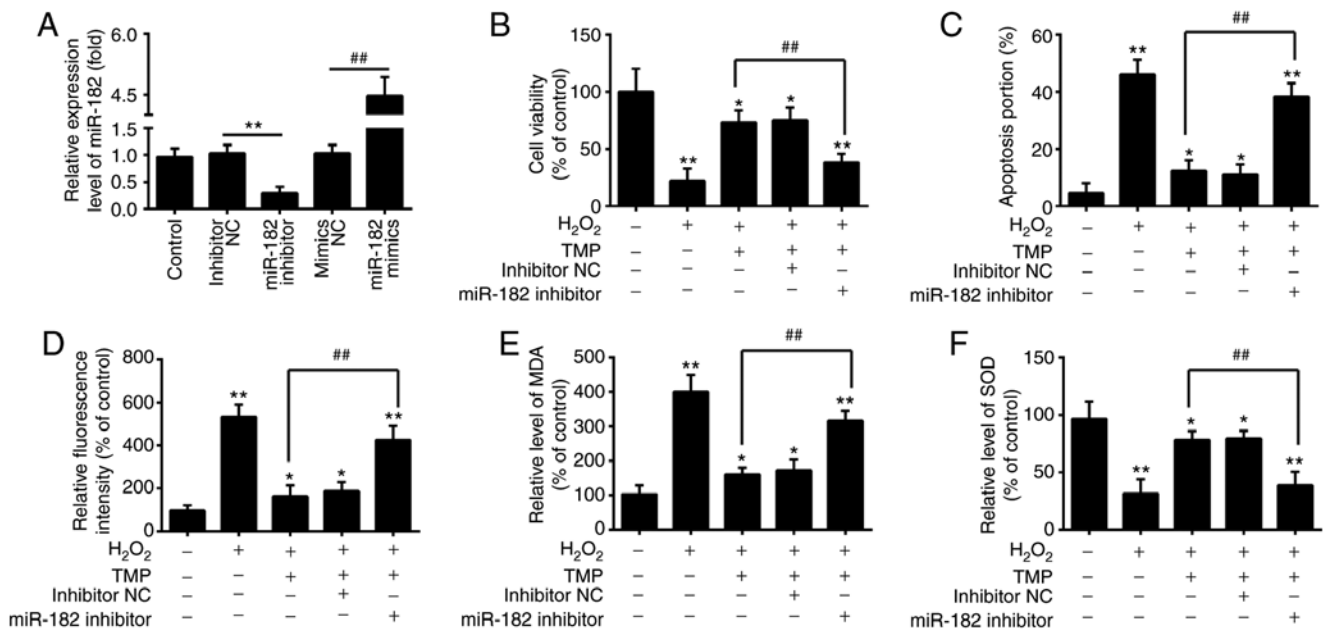 A
Relative expression
level of miR-182 (fold)
6.0
4.5
1.5
1.0
0.5
0.0
**
##
Control
Inhibitor
NC
miR-182
inhibitor
Mimics
NC
miR-182
mimics
B
Cell viability
(% of control)
150
100
50
0
**
*
*
**
##
H₂O₂ – + + + +
TMP – – + + +
Inhibitor NC – – – + –
miR-182 inhibitor – – – – +
C
Apoptosis portion (%)
60
40
20
0
**
*
*
**
##
H₂O₂ – + + + +
TMP – – + + +
Inhibitor NC – – – + –
miR-182 inhibitor – – – – +
D
Relative fluorescence
intensity (% of control)
800
600
400
200
0
**
*
*
**
##
H₂O₂ – + + + +
TMP – – + + +
Inhibitor NC – – – + –
miR-182 inhibitor – – – – +
E
Relative level of MDA
(% of control)
500
400
300
200
100
0
**
*
*
**
##
H₂O₂ – + + + +
TMP – – + + +
Inhibitor NC – – – + –
miR-182 inhibitor – – – – +
F
Relative level of SOD
(% of control)
150
100
50
0
**
*
*
**
##
H₂O₂ – + + + +
TMP – – + + +
Inhibitor NC – – – + –
miR-182 inhibitor – – – – +